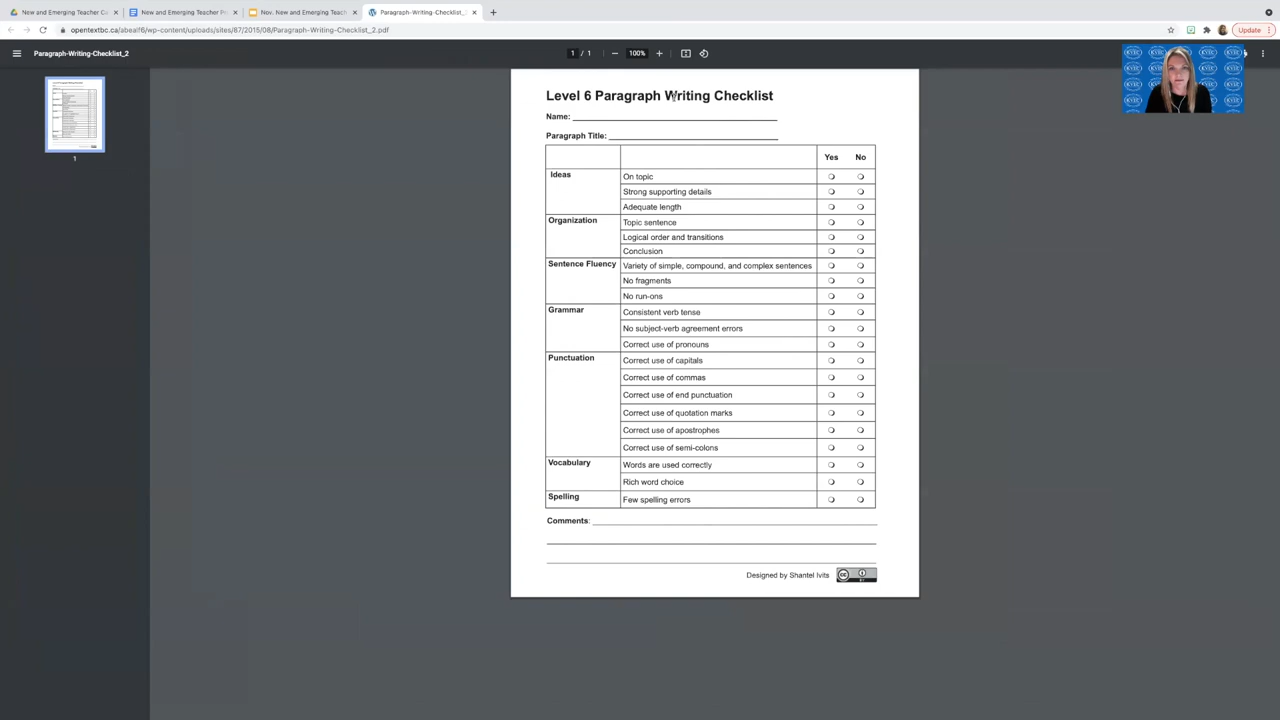 New and Emerging Teacher Ca
New and Emerging Teacher Po
Nov. New and Emerging Teache
Paragraph-Writing-Checklist_2.
opentextbc.ca/abealf6/wp-content/uploads/sites/87/2015/08/Paragraph-Writing-Checklist_2.pdf
Update
Paragraph-Writing-Checklist_2
1 / 1
100%
1
Level 6 Paragraph Writing Checklist
Name:
Paragraph Title:
Yes No
Ideas On topic
Strong supporting details
Adequate length
Organization Topic sentence
Logical order and transitions
Conclusion
Sentence Fluency Variety of simple, compound, and complex sentences
No fragments
No run-ons
Grammar Consistent verb tense
No subject-verb agreement errors
Correct use of pronouns
Punctuation Correct use of capitals
Correct use of commas
Correct use of end punctuation
Correct use of quotation marks
Correct use of apostrophes
Correct use of semi-colons
Vocabulary Words are used correctly
Rich word choice
Spelling Few spelling errors
Comments:
Designed by Shantel Ivits
cc
BY